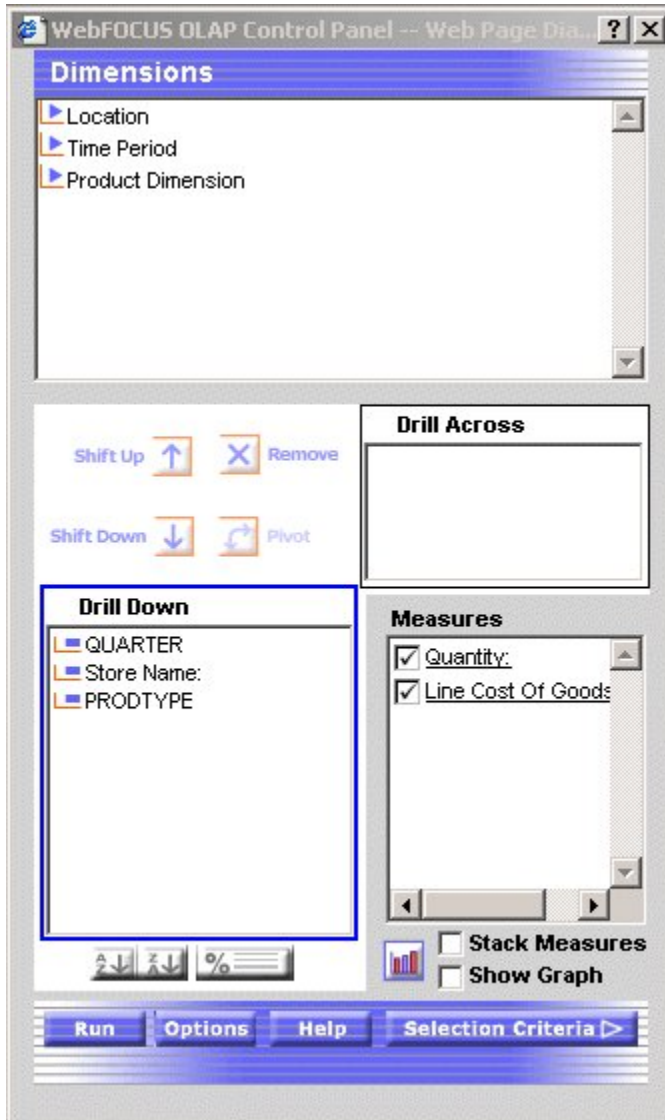 WebFOCUS OLAP Control Panel -- Web Page Dia...
Dimensions
Location
Time Period
Product Dimension
Shift Up
Remove
Shift Down
Pivot
Drill Across
Drill Down
QUARTER
Store Name:
PRODTYPE
Measures
Quantity:
Line Cost Of Goods
Stack Measures
Show Graph
Run Options Help Selection Criteria